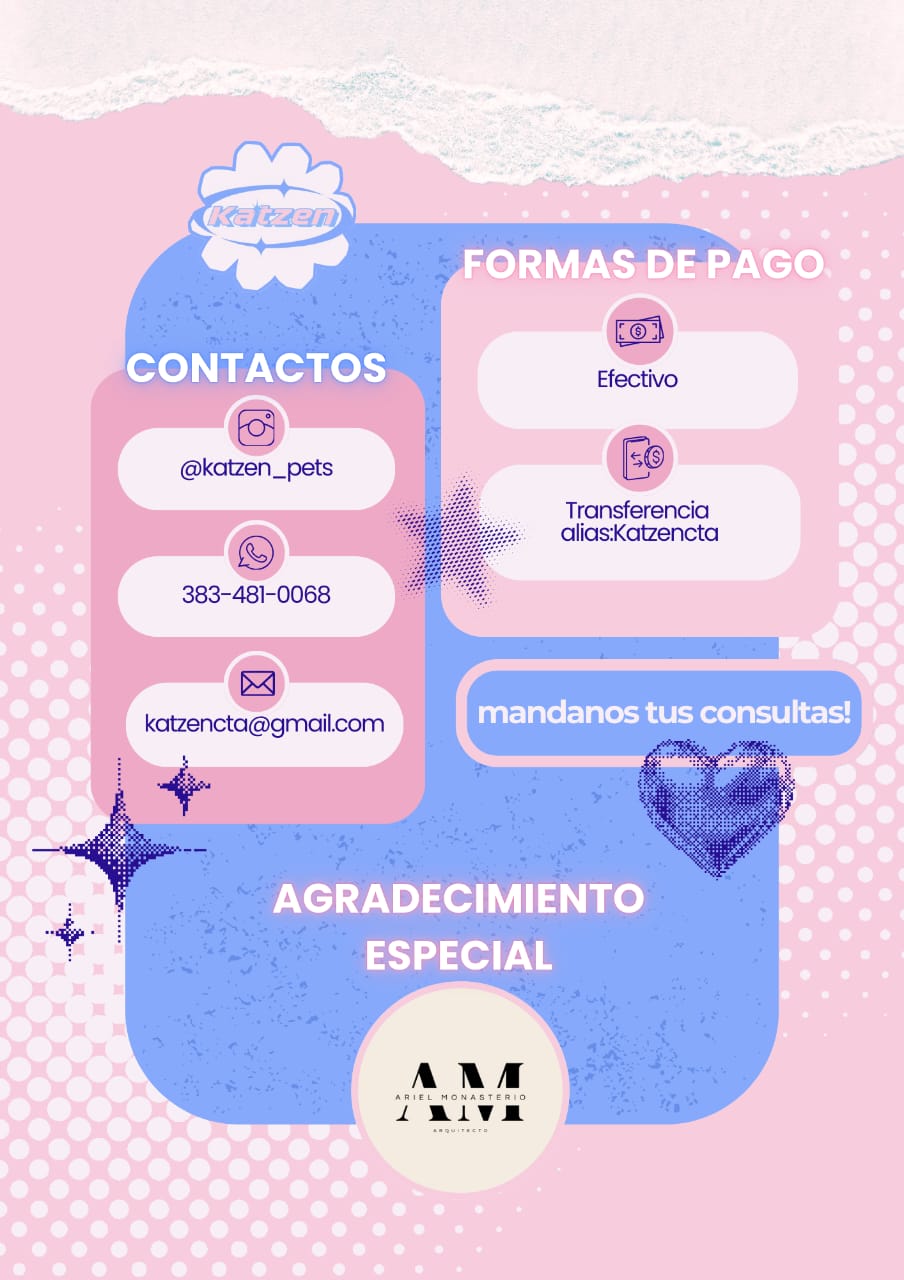 Katzen
FORMAS DE PAGO
Efectivo
Transferencia
alias:Katzencta
CONTACTOS
@katzen_pets
383-481-0068
katzencta@gmail.com
mandanos tus consultas!
AGRADECIMIENTO
ESPECIAL
AM
ARIEL MONASTERIO
ARQUITECTO